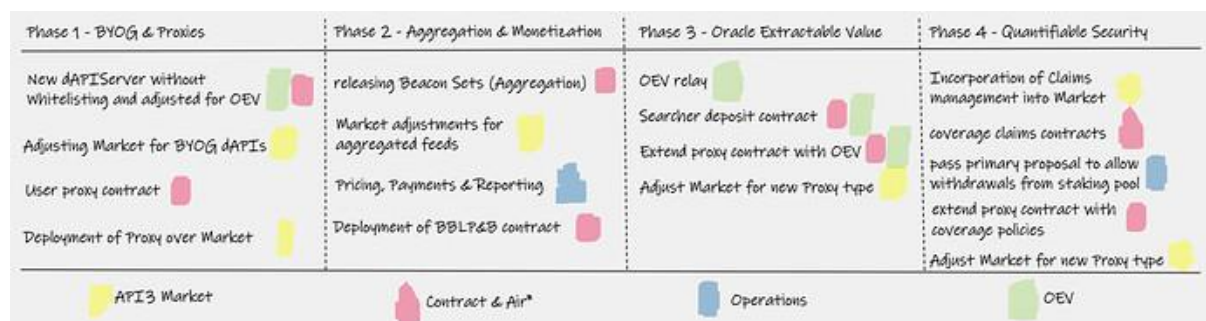 Phase 1 - BYOG & Proxies
New dAPIServer without
Whitelisting and adjusted for OEV
Adjusting Market for BYOG dAPIs
User proxy contract
Deployment of Proxy over Market
Phase 2 - Aggregation & Monetization
releasing Beacon Sets (Aggregation)
Market adjustments for
aggregated feeds
Pricing, Payments & Reporting
Deployment of BBLP&B contract
Phase 3 - Oracle Extractable Value
OEV relay
Searcher deposit contract
Extend proxy contract with OEV
Adjust Market for new Proxy type
Phase 4 - Quantifiable Security
Incorporation of Claims
management into Market
coverage claims contracts
pass primary proposal to allow
withdrawals from staking pool
extend proxy contract with
coverage policies
Adjust Market for new Proxy type
API3 Market
Contract & Air*
Operations
OEV